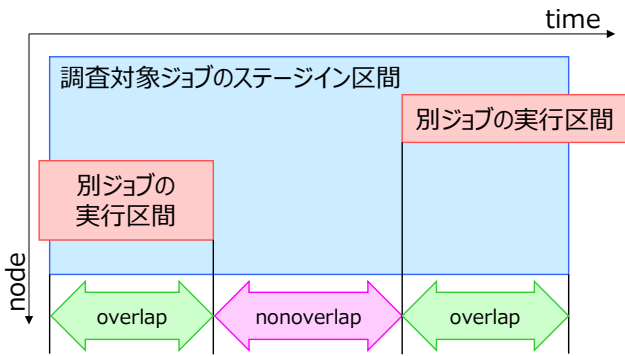 time
調査対象ジョブのステージイン区間
別ジョブの実行区間
別ジョブの
実行区間
node
overlap
nonoverlap
overlap